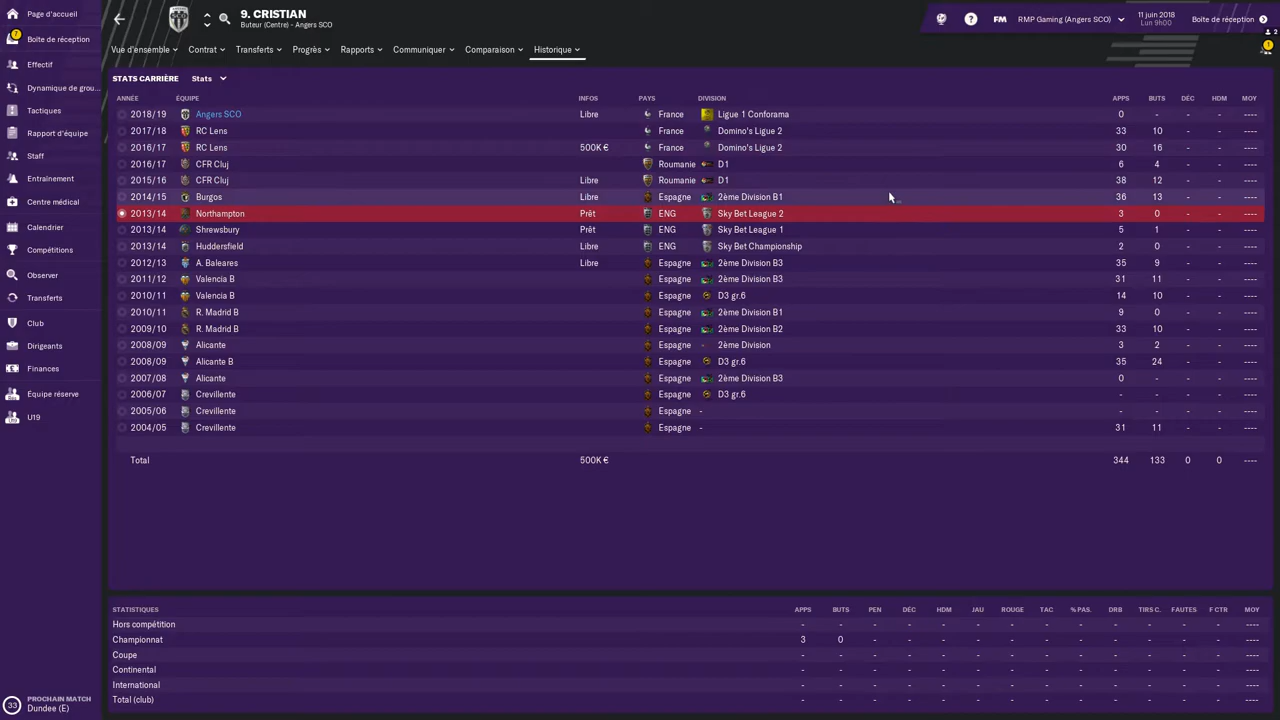 Page d'accueil
9. CRISTIAN
Buteur (Centre) - Angers SCO
FM RMP Gaming (Angers SCO)
11 juin 2018
Lun 9h00
Boîte de réception
2
7
Boîte de réception
Vue d'ensemble Contrat Transferts Progrès Rapports Communiquer Comparaison Historique
1
Effectif
Dynamique de grou...
Tactiques
Rapport d'équipe
Staff
Entraînement
Centre médical
Calendrier
Compétitions
Observer
Transferts
Club
Dirigeants
Finances
Équipe réserve
U19
STATS CARRIÈRE Stats
ANNÉE ÉQUIPE INFOS PAYS DIVISION APPS BUTS DÉC HDM MOY
2018/19 Angers SCO Libre France Ligue 1 Conforama 0 - - - ----
2017/18 RC Lens France Domino's Ligue 2 33 10 - - ----
2016/17 RC Lens 500K € France Domino's Ligue 2 30 16 - - ----
2016/17 CFR Cluj Roumanie D1 6 4 - - ----
2015/16 CFR Cluj Libre Roumanie D1 38 12 - - ----
2014/15 Burgos Libre Espagne 2ème Division B1 36 13 - - ----
2013/14 Northampton Prêt ENG Sky Bet League 2 3 0 - - ----
2013/14 Shrewsbury Prêt ENG Sky Bet League 1 5 1 - - ----
2013/14 Huddersfield Libre ENG Sky Bet Championship 2 0 - - ----
2012/13 A. Baleares Libre Espagne 2ème Division B3 35 9 - - ----
2011/12 Valencia B Espagne 2ème Division B3 31 11 - - ----
2010/11 Valencia B Espagne D3 gr.6 14 10 - - ----
2010/11 R. Madrid B Espagne 2ème Division B1 9 0 - - ----
2009/10 R. Madrid B Espagne 2ème Division B2 33 10 - - ----
2008/09 Alicante Espagne - 2ème Division 3 2 - - ----
2008/09 Alicante B Espagne D3 gr.6 35 24 - - ----
2007/08 Alicante Espagne 2ème Division B3 0 - - - ----
2006/07 Crevillente Espagne D3 gr.6 - - - - ----
2005/06 Crevillente Espagne - - - - - ----
2004/05 Crevillente Espagne - 31 11 - - ----
Total 500K € 344 133 0 0 ----
STATISTIQUES APPS BUTS PEN DÉC HDM JAU ROUGE TAC % PAS. DRB TIRS C. FAUTES F CTR MOY
Hors compétition - - - - - - - - - - - - - ----
Championnat 3 0 - - - - - - - - - - - ----
Coupe - - - - - - - - - - - - - ----
Continental - - - - - - - - - - - - - ----
International - - - - - - - - - - - - - ----
Total (club) - - - - - - - - - - - - - ----
33
PROCHAIN MATCH
Dundee (E)